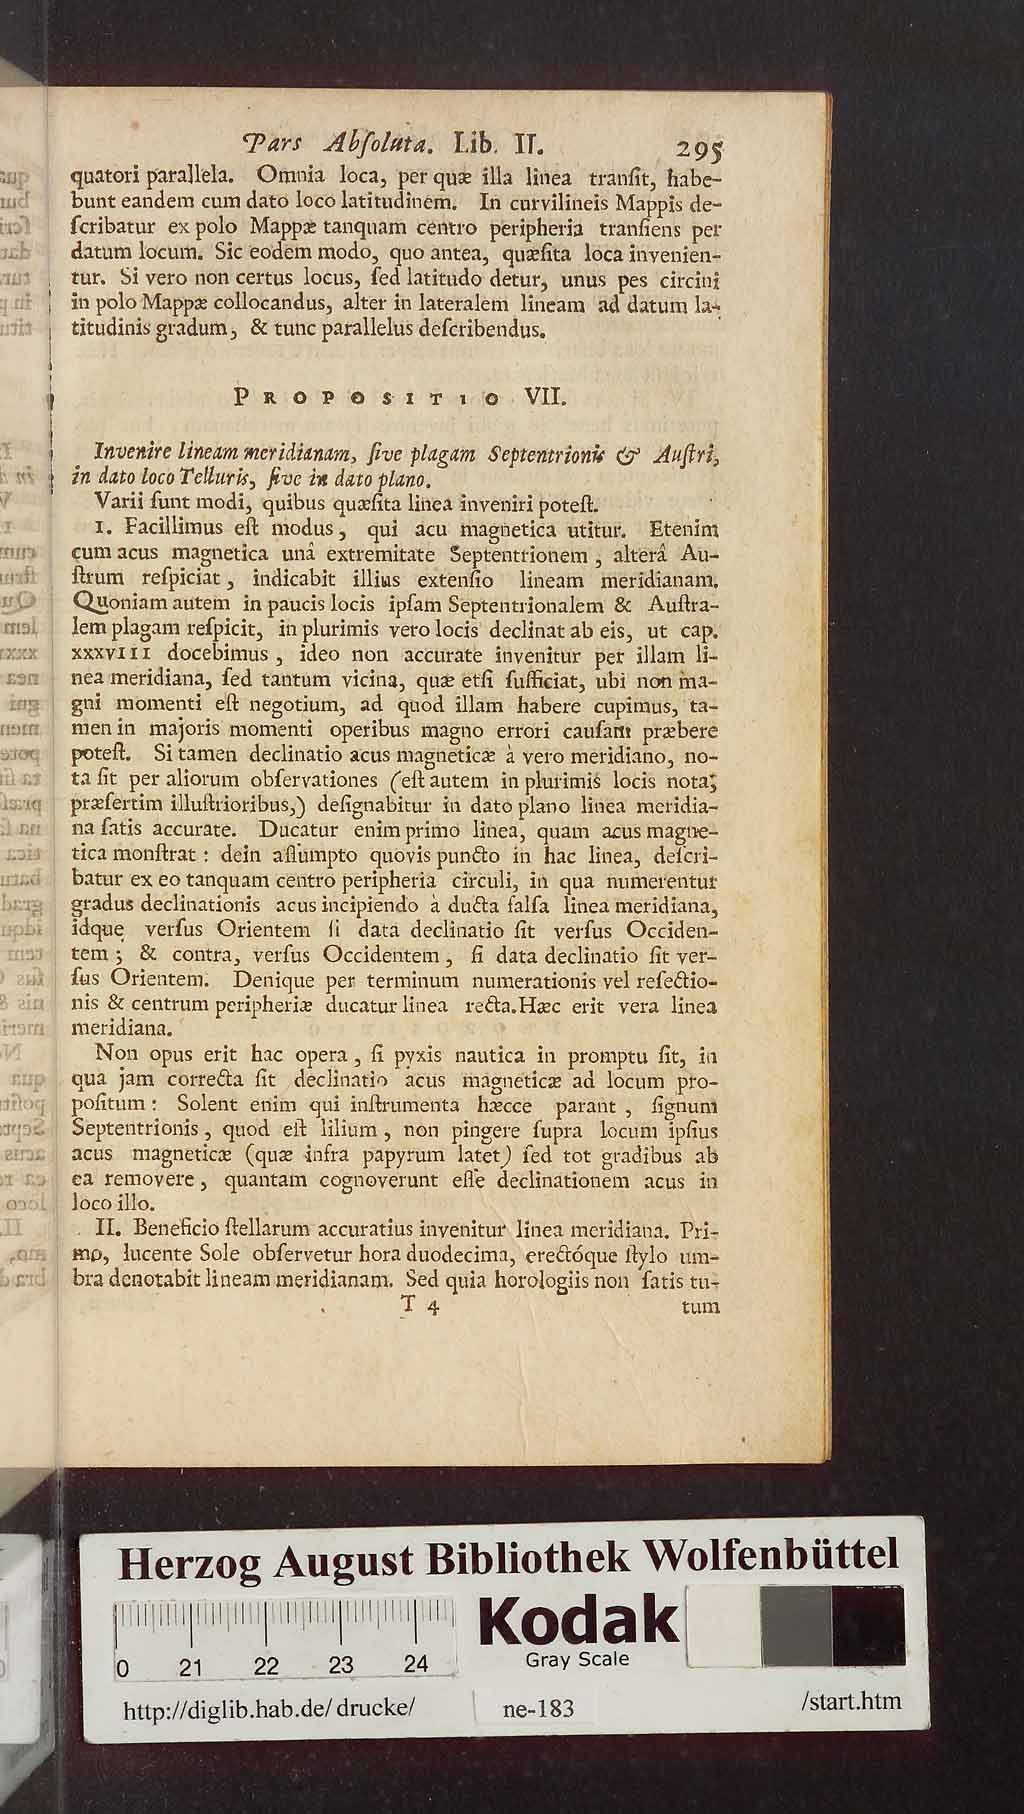 Pars Abſoluta. Lib. II. 295
quatori parallela. Omnia loca, per quæ illa linea tranſit, habe-
bunt eandem cum dato loco latitudinem. In curvilineis Mappis de-
ſcribatur ex polo Mappæ tanquam centro peripheria tranſiens per
datum locum. Sic eodem modo, quo antea, quæſita loca invenien-
tur. Si vero non certus locus, ſed latitudo detur, unus pes circini
in polo Mappæ collocandus, alter in lateralem lineam ad datum la-
titudinis gradum, & tunc parallelus deſcribendus.
PROPOSITIO VII.
Invenire lineam meridianam, ſive plagam Septentrionis & Auſtri,
in dato loco Telluris, ſive in dato plano.
Varii ſunt modi, quibus quæſita linea inveniri poteſt.
1. Facillimus eſt modus, qui acu magnetica utitur. Etenim
cum acus magnetica unâ extremitate Septentrionem, alterâ Au-
ſtrum reſpiciat, indicabit illius extenſio lineam meridianam.
Quoniam autem in paucis locis ipſam Septentrionalem & Auſtra-
lem plagam reſpicit, in plurimis vero locis declinat ab eis, ut cap.
XXXVIII docebimus, ideo non accurate invenitur per illam li-
nea meridiana, ſed tantum vicina, quæ etſi ſufficiat, ubi non ma-
gni momenti eſt negotium, ad quod illam habere cupimus, ta-
men in majoris momenti operibus magno errori cauſam præbere
poteſt. Si tamen declinatio acus magneticæ à vero meridiano, no-
ta ſit per aliorum obſervationes (eſt autem in plurimis locis nota,
præſertim illuſtrioribus,) deſignabitur in dato plano linea meridia-
na ſatis accurate. Ducatur enim primo linea, quam acus magne-
tica monſtrat: dein aſſumpto quovis puncto in hac linea, deſcri-
batur ex eo tanquam centro peripheria circuli, in qua numerentur
gradus declinationis acus incipiendo à ducta falſa linea meridiana,
idque verſus Orientem ſi data declinatio ſit verſus Occiden-
tem; & contra, verſus Occidentem, ſi data declinatio ſit ver-
ſus Orientem. Denique per terminum numerationis vel reſectio-
nis & centrum peripheriæ ducatur linea recta. Hæc erit vera linea
meridiana.
Non opus erit hac opera, ſi pyxis nautica in promptu ſit, in
qua jam correcta ſit declinatio acus magneticæ ad locum pro-
poſitum: Solent enim qui inſtrumenta hæcce parant, ſignum
Septentrionis, quod eſt lilium, non pingere ſupra locum ipſius
acus magneticæ (quæ infra papyrum latet) ſed tot gradibus ab
ea removere, quantam cognoverunt eſſe declinationem acus in
loco illo.
II. Beneficio ſtellarum accuratius invenitur linea meridiana. Pri-
mo, lucente Sole obſervetur hora duodecima, erectóque ſtylo um-
bra denotabit lineam meridianam. Sed quia horologiis non ſatis tu-
T 4 tum
Herzog August Bibliothek Wolfenbüttel
0 21 22 23 24
Kodak
Gray Scale
http://diglib.hab.de/ drucke/ ne-183 /start.htm